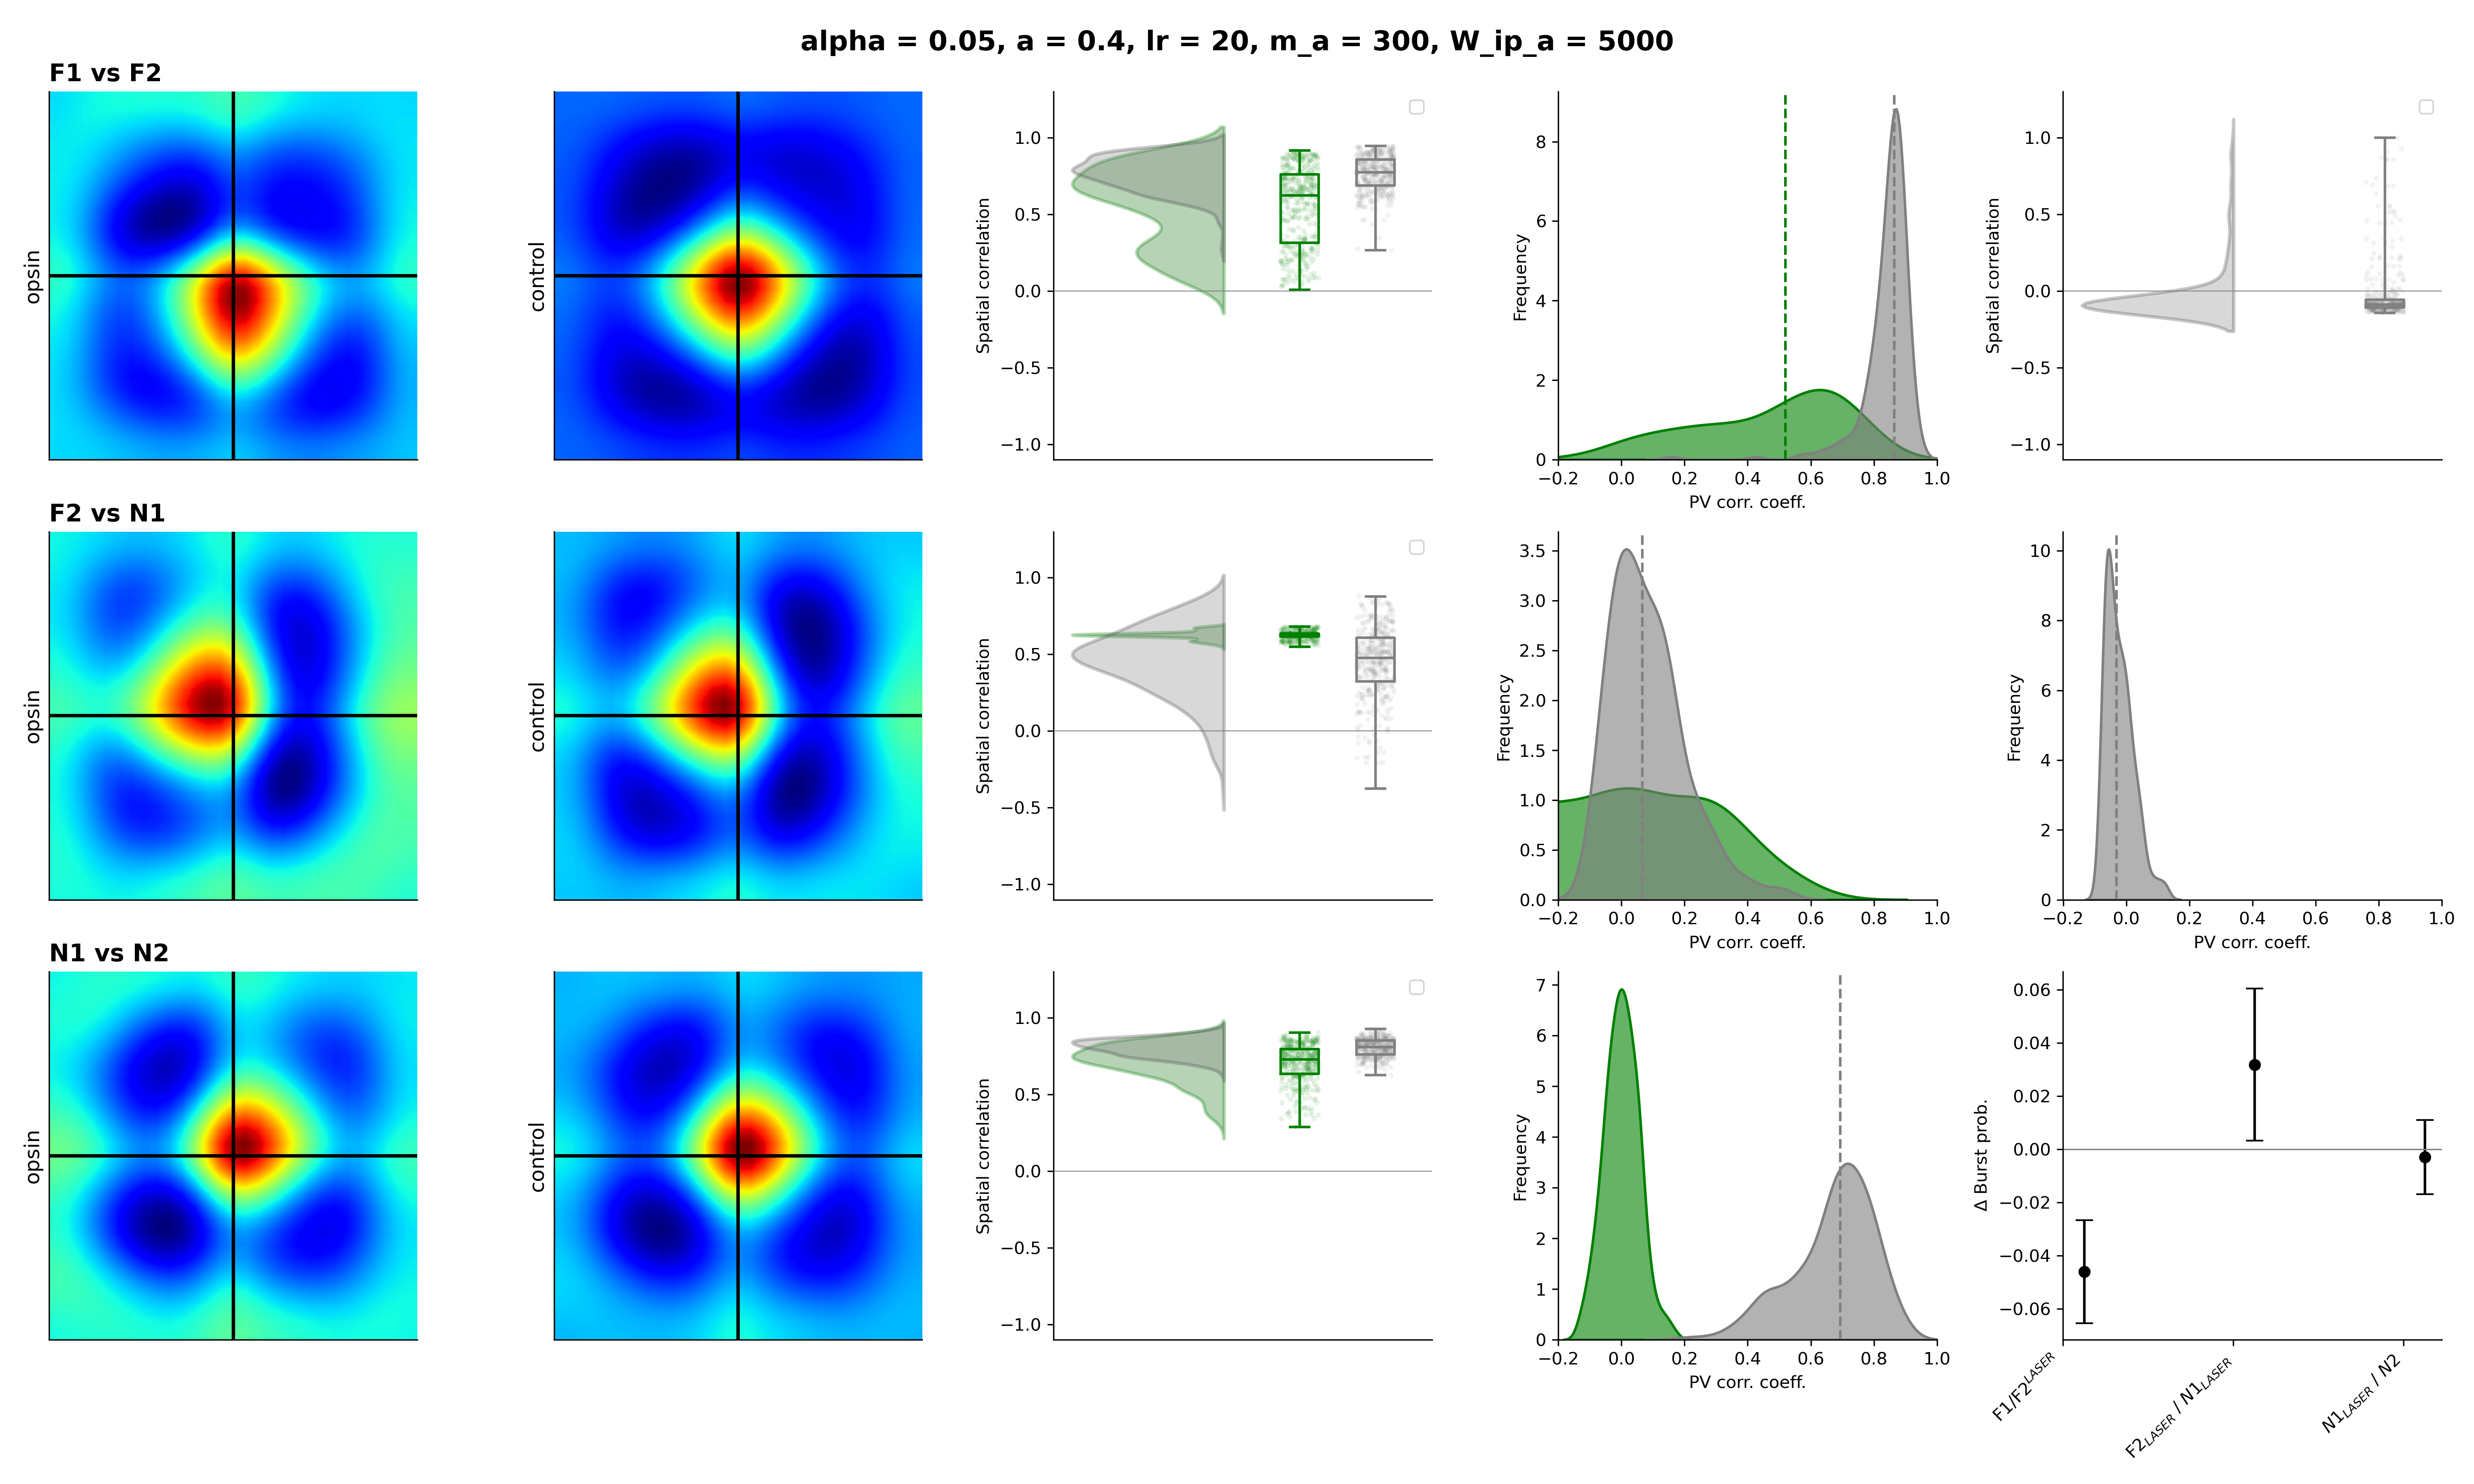 alpha = 0.05, a = 0.4, lr = 20, m_a = 300, W_ip_a = 5000
F1 vs F2
opsin
control
Spatial correlation
1.0
0.5
0.0
−0.5
−1.0
Frequency
8
6
4
2
0
−0.2 0.0 0.2 0.4 0.6 0.8 1.0
PV corr. coeff.
Spatial correlation
1.0
0.5
0.0
−0.5
−1.0
F2 vs N1
opsin
control
Spatial correlation
1.0
0.5
0.0
−0.5
−1.0
Frequency
3.5
3.0
2.5
2.0
1.5
1.0
0.5
0.0
−0.2 0.0 0.2 0.4 0.6 0.8 1.0
PV corr. coeff.
Frequency
10
8
6
4
2
0
−0.2 0.0 0.2 0.4 0.6 0.8 1.0
PV corr. coeff.
N1 vs N2
opsin
control
Spatial correlation
1.0
0.5
0.0
−0.5
−1.0
Frequency
7
6
5
4
3
2
1
0
−0.2 0.0 0.2 0.4 0.6 0.8 1.0
PV corr. coeff.
Δ Burst prob.
0.06
0.04
0.02
0.00
−0.02
−0.04
−0.06
F1/F2^LASER
F2_LASER / N1_LASER
N1_LASER / N2